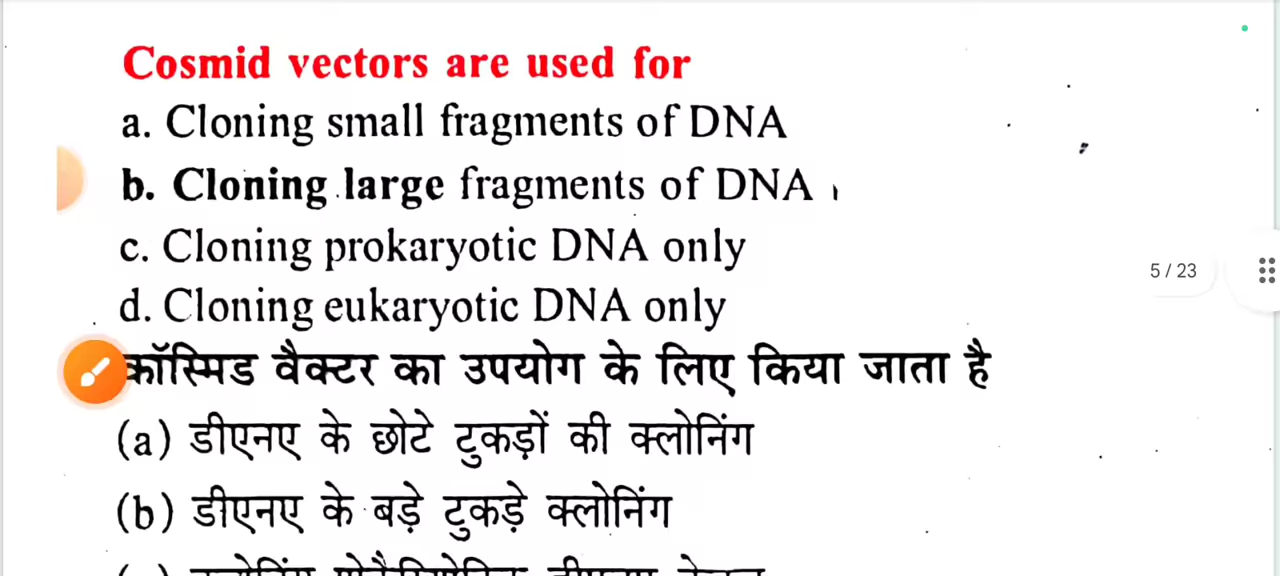 Cosmid vectors are used for
a. Cloning small fragments of DNA
b. Cloning large fragments of DNA
c. Cloning prokaryotic DNA only
5 / 23
d. Cloning eukaryotic DNA only
कॉस्मिड वैक्टर का उपयोग के लिए किया जाता है
(a) डीएनए के छोटे टुकड़ों की क्लोनिंग
(b) डीएनए के बड़े टुकड़े क्लोनिंग